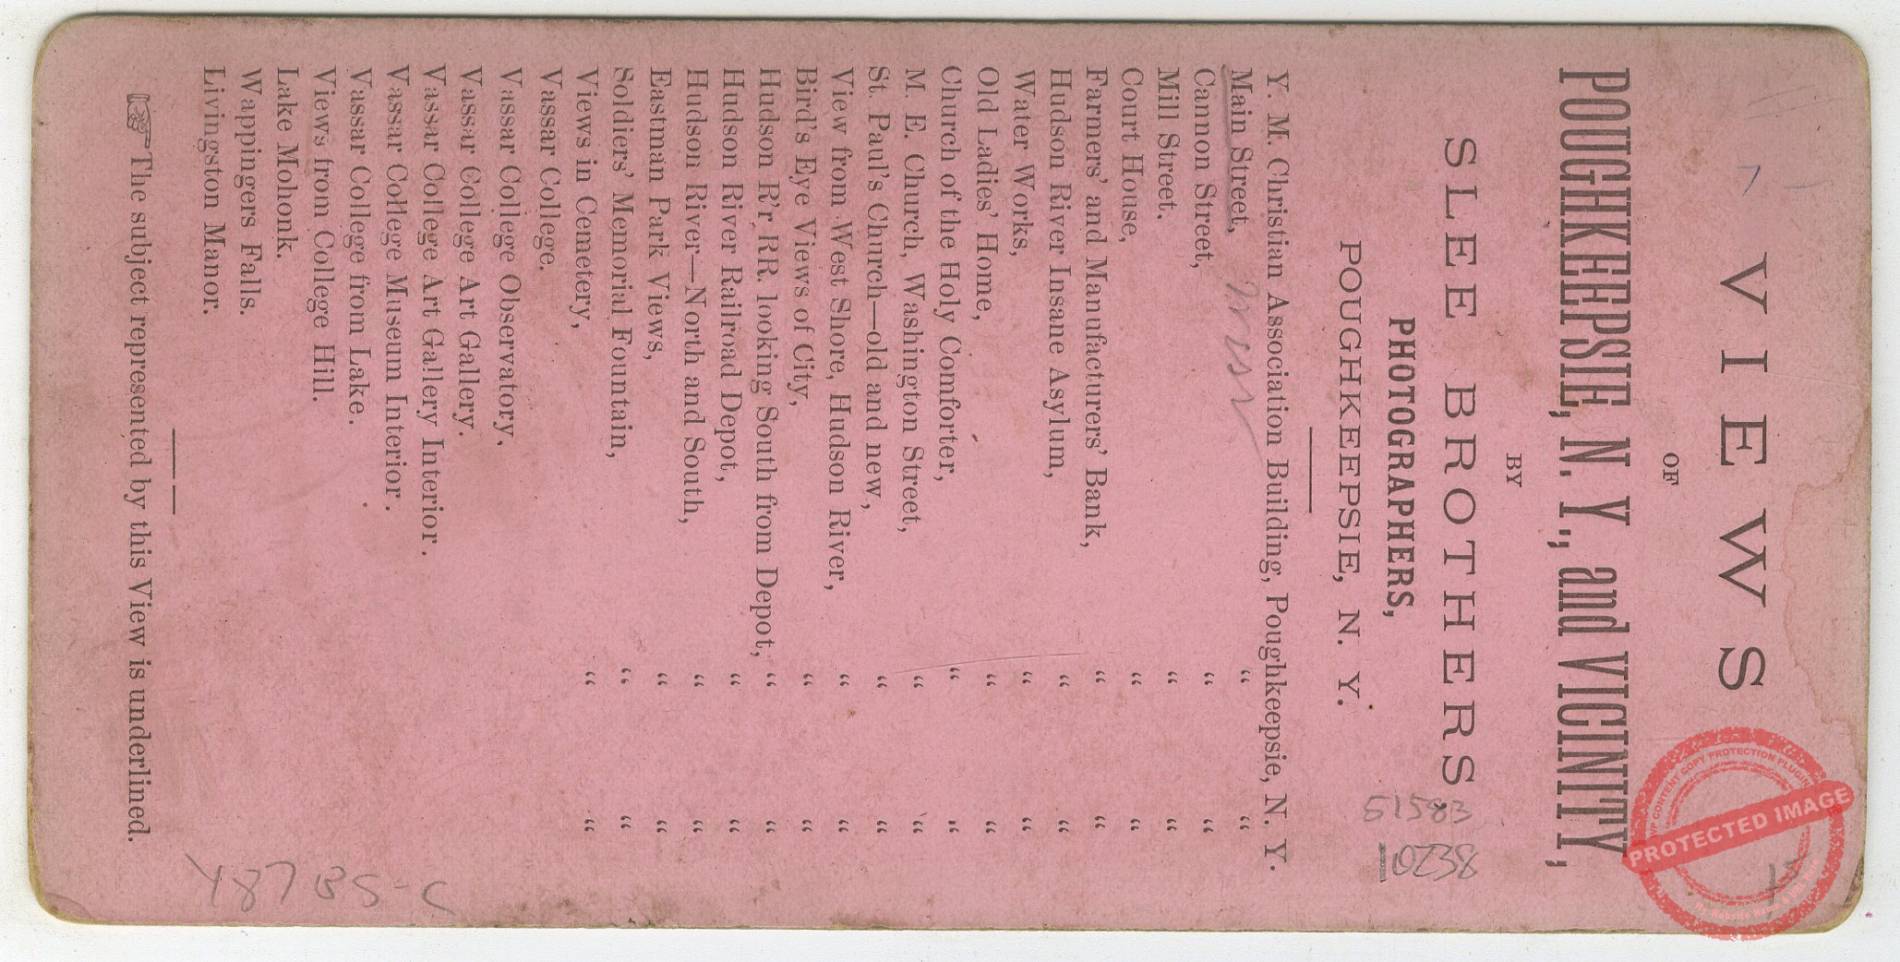 VIEWS
OF
POUGHKEEPSIE, N. Y., and VICINITY,
BY
SLEE BROTHERS
PHOTOGRAPHERS,
POUGHKEEPSIE, N. Y.
51583
10238
Y. M. Christian Association Building, Poughkeepsie, N. Y.
Main Street, “ “
Cannon Street, “ “
Mill Street. “ “
Court House, “ “
Farmers' and Manufacturers' Bank, “ “
Hudson River Insane Asylum, “ “
Water Works, “ “
Old Ladies' Home, “ “
Church of the Holy Comforter, “ “
M. E. Church, Washington Street, “ “
St. Paul's Church—old and new, “ “
View from West Shore, Hudson River, “ “
Bird's Eye Views of City, “ “
Hudson R'r RR. looking South from Depot, “ “
Hudson River Railroad Depot, “ “
Hudson River—North and South, “ “
Eastman Park Views, “ “
Soldiers' Memorial Fountain, “ “
Views in Cemetery, “ “
Vassar College.
Vassar College Observatory.
Vassar College Art Gallery.
Vassar College Art Gallery Interior.
Vassar College Museum Interior.
Vassar College from Lake.
Views from College Hill.
Lake Mohonk.
Wappingers Falls.
Livingston Manor.
☞ The subject represented by this View is underlined.
Y87BS-C
PROTECTED IMAGE